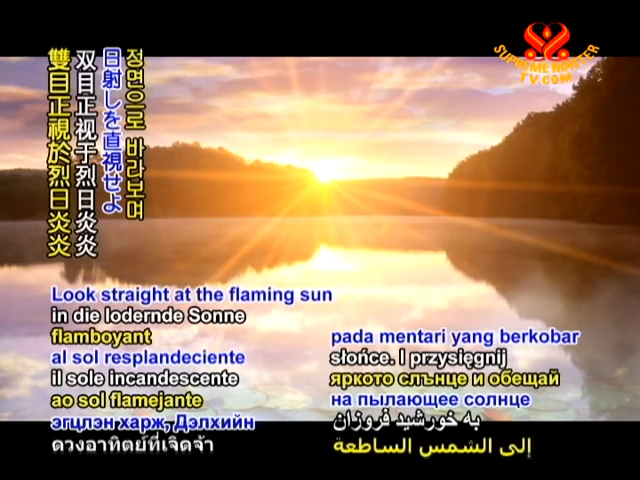 SUPREME MASTER
TV.COM
雙目正視於烈日炎炎
双目正视于烈日炎炎
日射しを直視せよ
정면으로 바라보며
Look straight at the flaming sun
in die lodernde Sonne
flamboyant
al sol resplandeciente
il sole incandescente
ao sol flamejante
эгцлэн харж, Дэлхийн
ดวงอาทิตย์ที่เจิดจ้า
pada mentari yang berkobar
słońce. I przysięgnij
яркото слънце и обещай
на пылающее солнце
به خورشید فروزان
إلى الشمس الساطعة